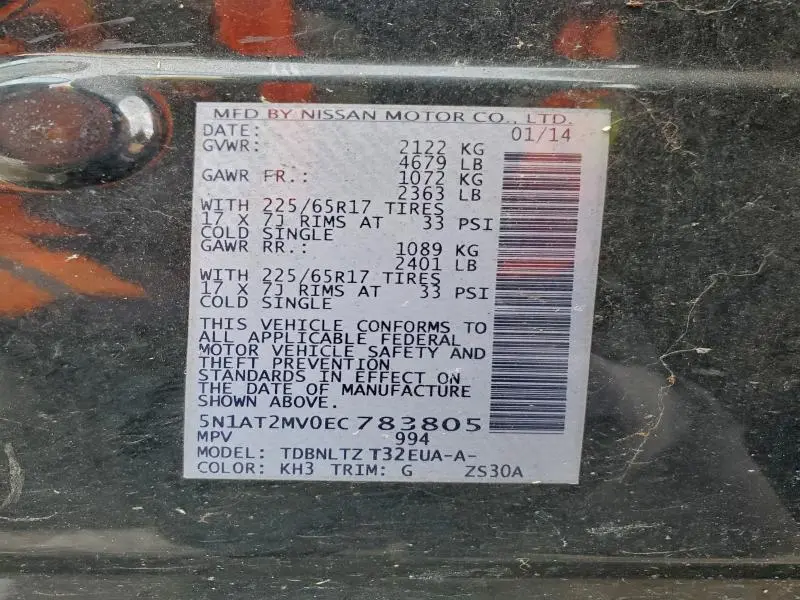 MFD BY NISSAN MOTOR CO., LTD.
DATE: 01/14
GVWR: 2122 KG
4679 LB
GAWR FR.: 1072 KG
2363 LB
WITH 225/65R17 TIRES
17 X 7J RIMS AT 33 PSI
COLD SINGLE
GAWR RR.: 1089 KG
2401 LB
WITH 225/65R17 TIRES
17 X 7J RIMS AT 33 PSI
COLD SINGLE
THIS VEHICLE CONFORMS TO
ALL APPLICABLE FEDERAL
MOTOR VEHICLE SAFETY AND
THEFT PREVENTION
STANDARDS IN EFFECT ON
THE DATE OF MANUFACTURE
SHOWN ABOVE.
5N1AT2MV0EC783805
MPV 994
MODEL: TDBNLTZ T32EUA-A-
COLOR: KH3 TRIM: G ZS30A